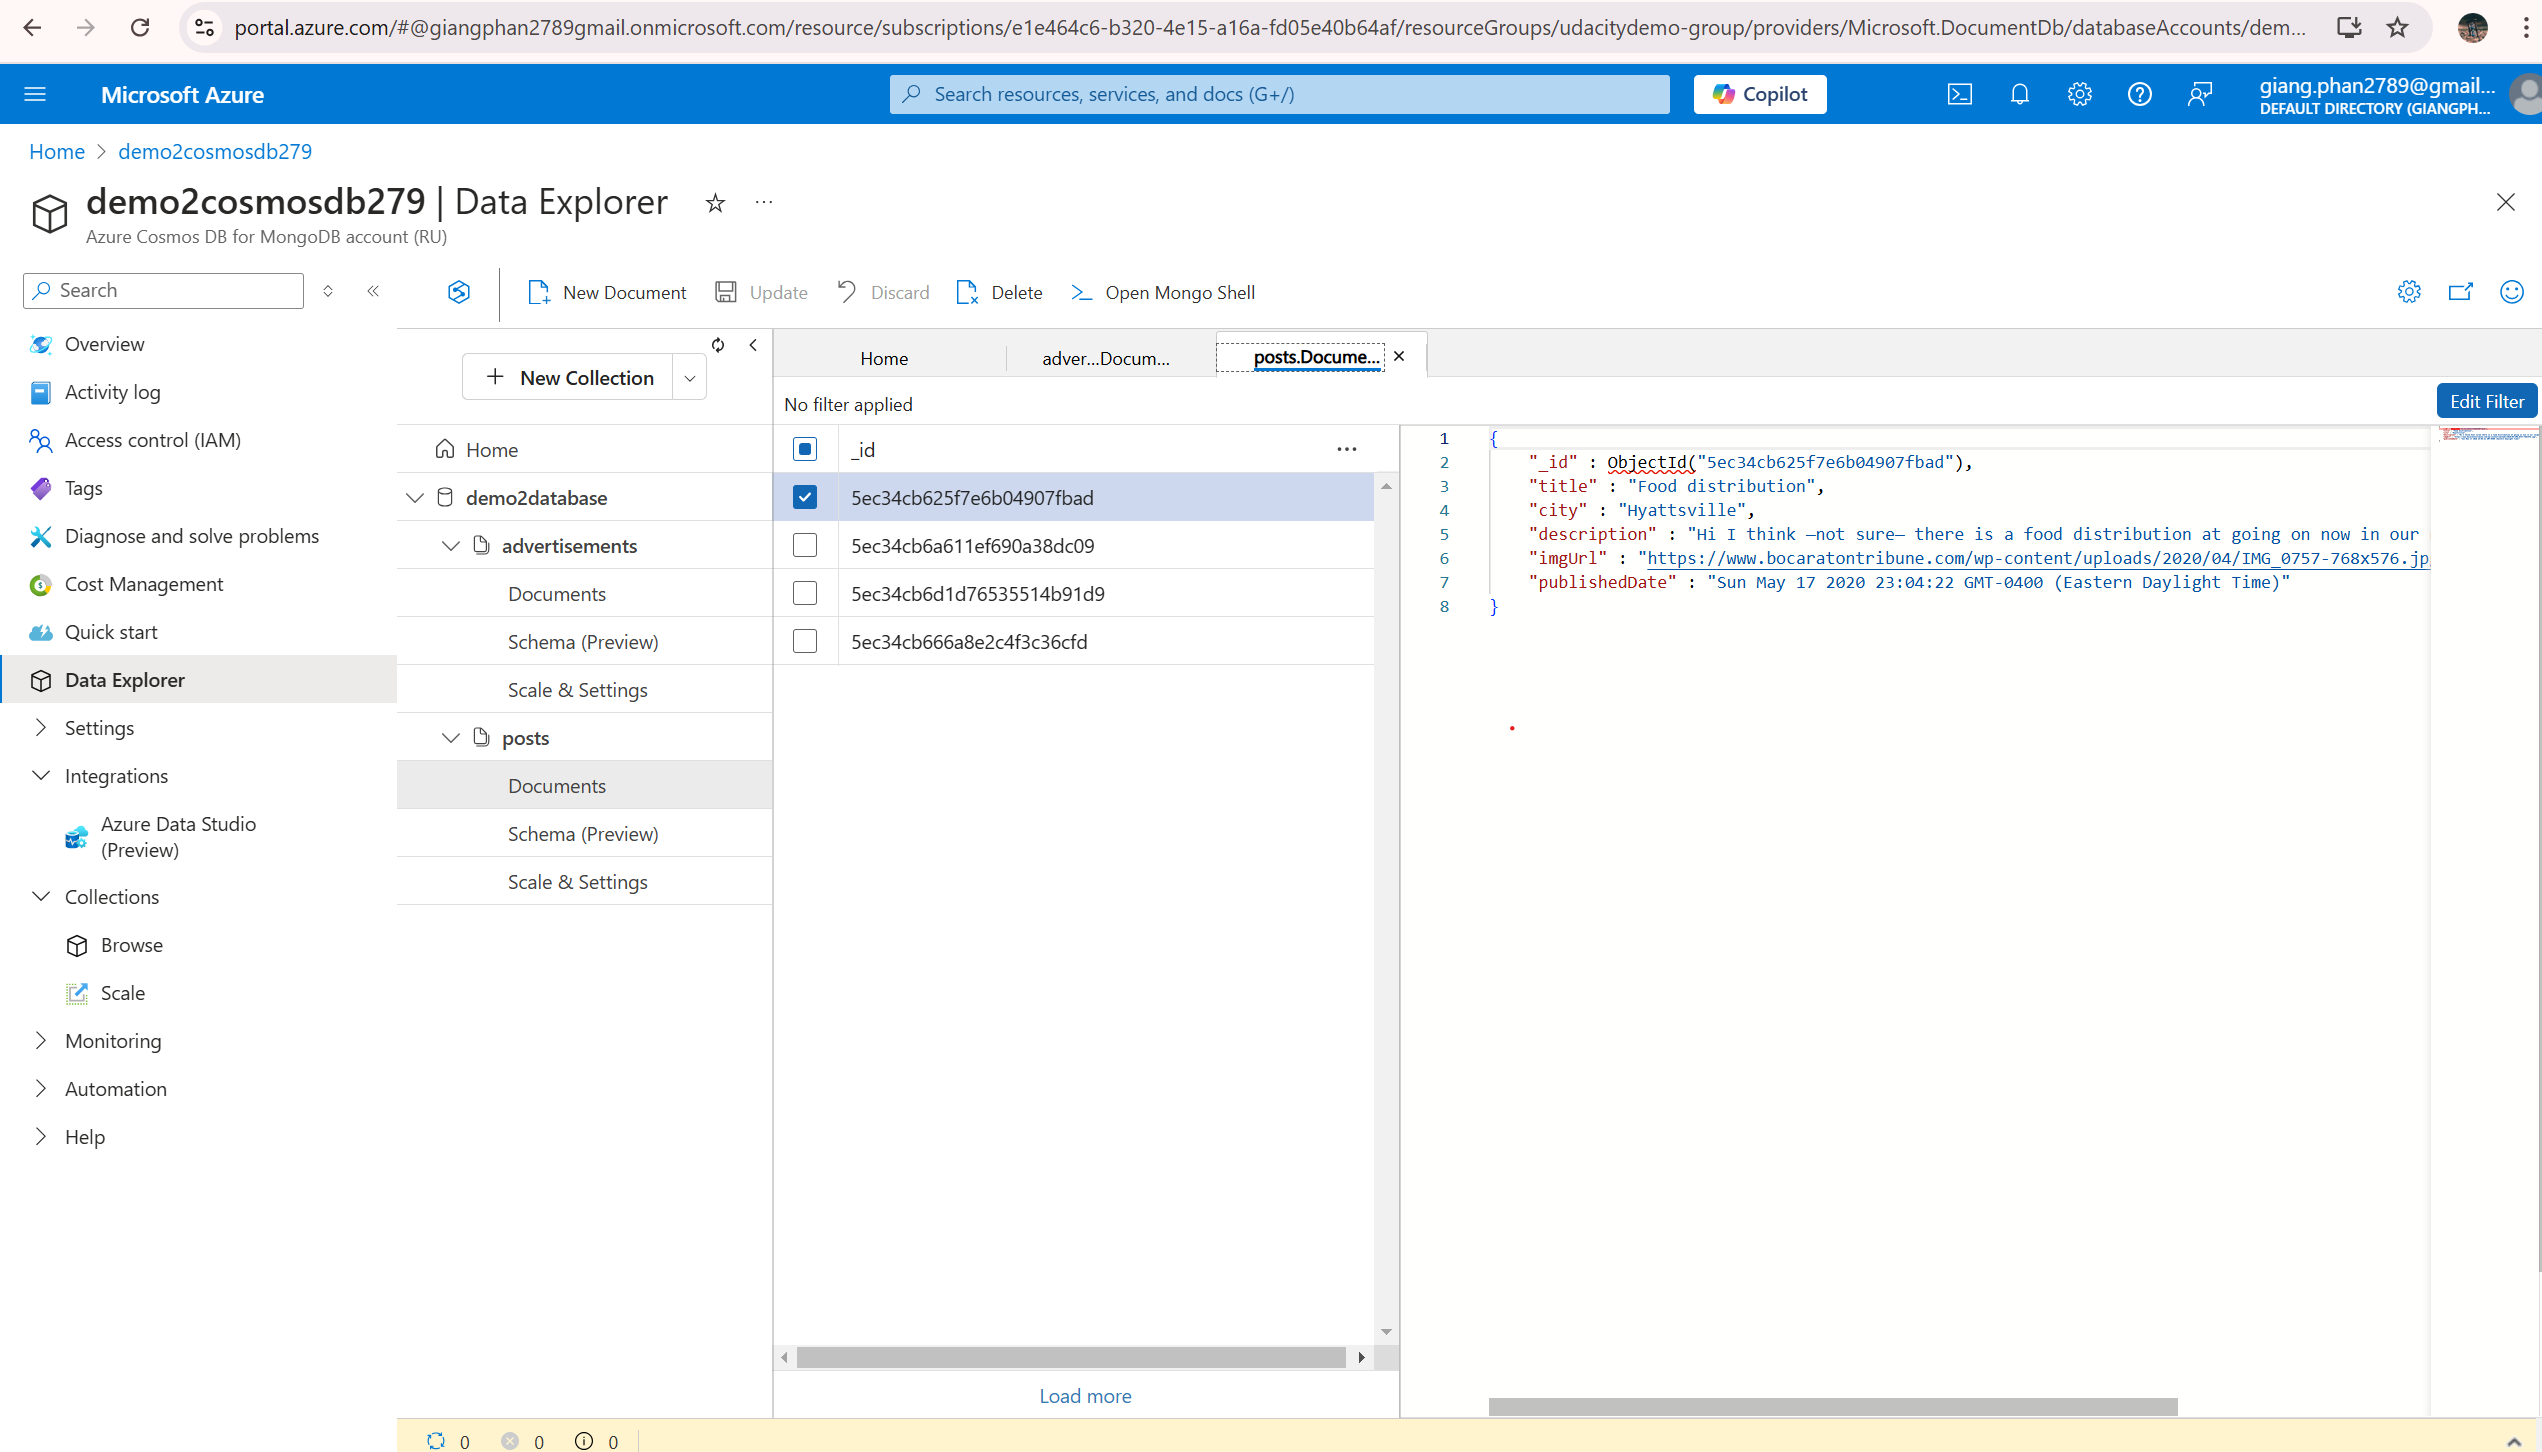 portal.azure.com/#@giangphan2789gmail.onmicrosoft.com/resource/subscriptions/e1e464c6-b320-4e15-a16a-fd05e40b64af/resourceGroups/udacitydemo-group/providers/Microsoft.DocumentDb/databaseAccounts/dem...
Microsoft Azure
Search resources, services, and docs (G+/)
Copilot
giang.phan2789@gmail...
DEFAULT DIRECTORY (GIANGPH...
Home > demo2cosmosdb279
demo2cosmosdb279 | Data Explorer
Azure Cosmos DB for MongoDB account (RU)
Search
Overview
Activity log
Access control (IAM)
Tags
Diagnose and solve problems
Cost Management
Quick start
Data Explorer
Settings
Integrations
Azure Data Studio
(Preview)
Collections
Browse
Scale
Monitoring
Automation
Help
New Document
Update
Discard
Delete
Open Mongo Shell
New Collection
Home
demo2database
advertisements
Documents
Schema (Preview)
Scale & Settings
posts
Documents
Schema (Preview)
Scale & Settings
Home
adver...Docum...
posts.Docume...
No filter applied
Edit Filter
_id
5ec34cb625f7e6b04907fbad
5ec34cb6a611ef690a38dc09
5ec34cb6d1d76535514b91d9
5ec34cb666a8e2c4f3c36cfd
Load more
1 {
2 "_id" : ObjectId("5ec34cb625f7e6b04907fbad"),
3 "title" : "Food distribution",
4 "city" : "Hyattsville",
5 "description" : "Hi I think —not sure— there is a food distribution at going on now in our
6 "imgUrl" : "https://www.bocaratontribune.com/wp-content/uploads/2020/04/IMG_0757-768x576.jp
7 "publishedDate" : "Sun May 17 2020 23:04:22 GMT-0400 (Eastern Daylight Time)"
8 }
0 0 0